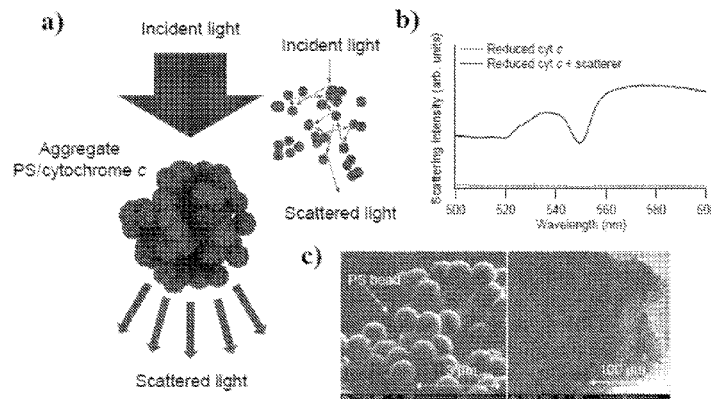 a)
Incident light
Incident light
Aggregate
PS/cytochrome c
Scattered light
Scattered light
b)
Scattering Intensity (arb. units)
Reduced cyt c
Reduced cyt c + scatterer
500 520 540 560 580
Wavelength (nm)
c)
PS bead